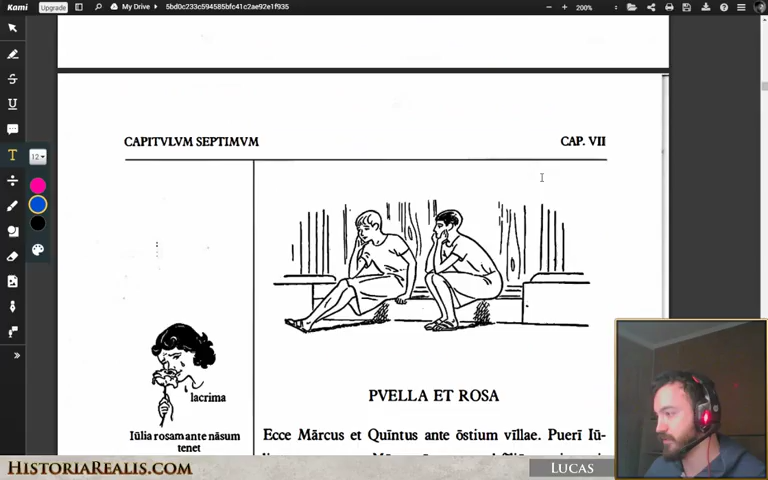 Kami
Upgrade
My Drive
5bd0c233c594585bfc41c2ae92e1f935
200%
12
CAPITVLVM SEPTIMVM
CAP. VII
lacrima
Iūlia rosam ante nāsum
tenet
PVELLA ET ROSA
Ecce Mārcus et Quīntus ante ōstium vīllae. Puerī Iū-
HISTORIAREALIS.COM
LUCAS